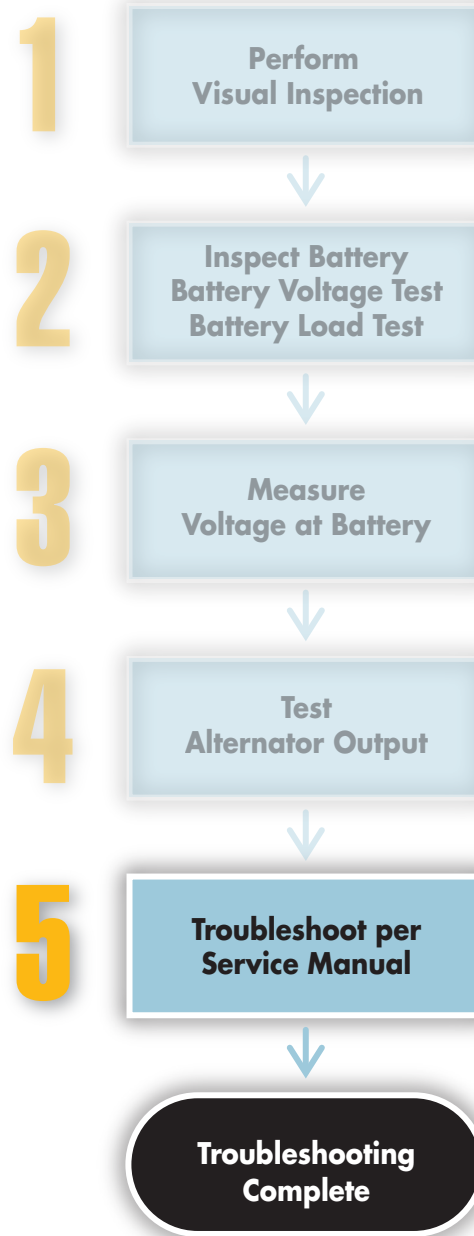 1
Perform
Visual Inspection
2
Inspect Battery
Battery Voltage Test
Battery Load Test
3
Measure
Voltage at Battery
4
Test
Alternator Output
5
Troubleshoot per
Service Manual
Troubleshooting
Complete